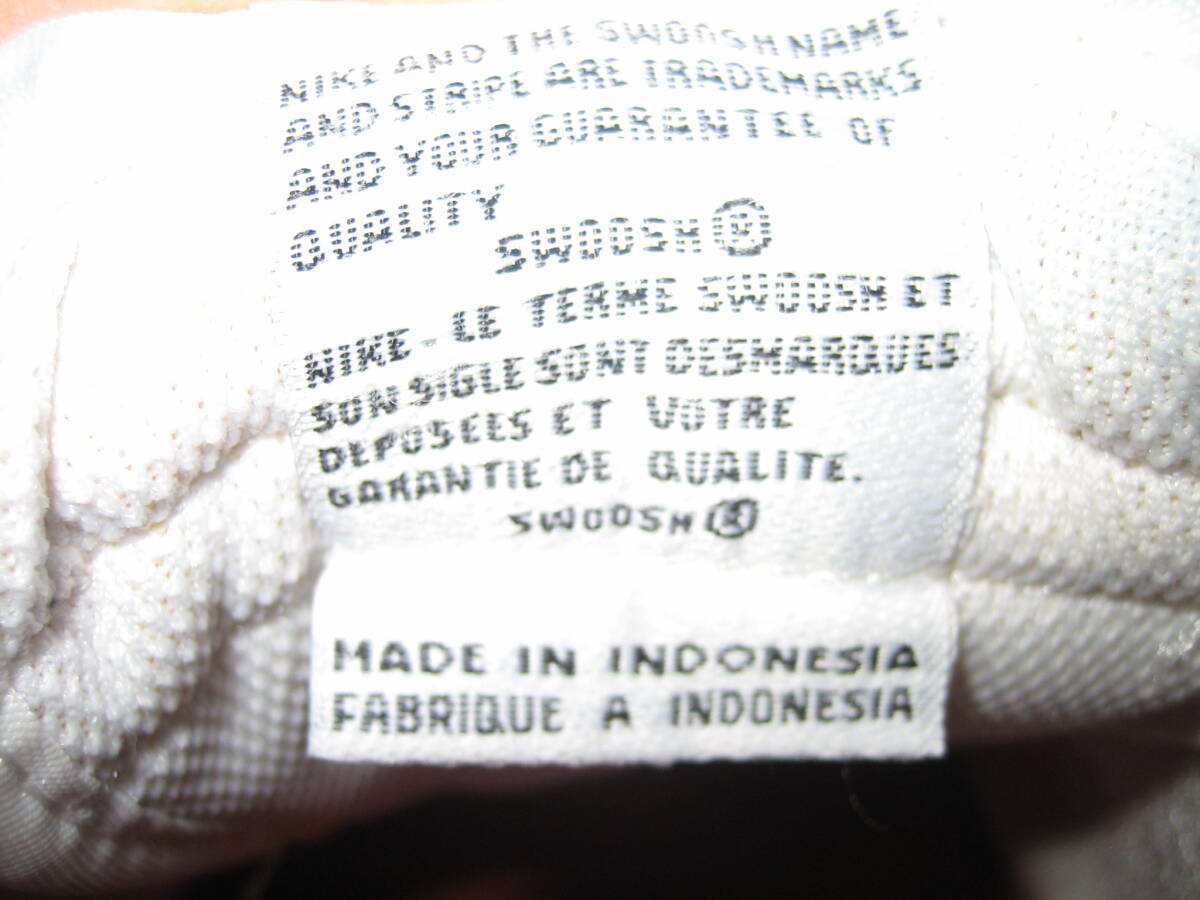 NIKE AND THE SWOOSH NAME
AND STRIPE ARE TRADEMARKS
AND YOUR GUARANTEE OF
QUALITY
SWOOSH ®
NIKE - LE TERME SWOOSH ET
SON SIGLE SONT DESMARQUES
DEPOSEES ET VOTRE
GARANTIE DE QUALITE.
SWOOSH ®
MADE IN INDONESIA
FABRIQUE A INDONESIA